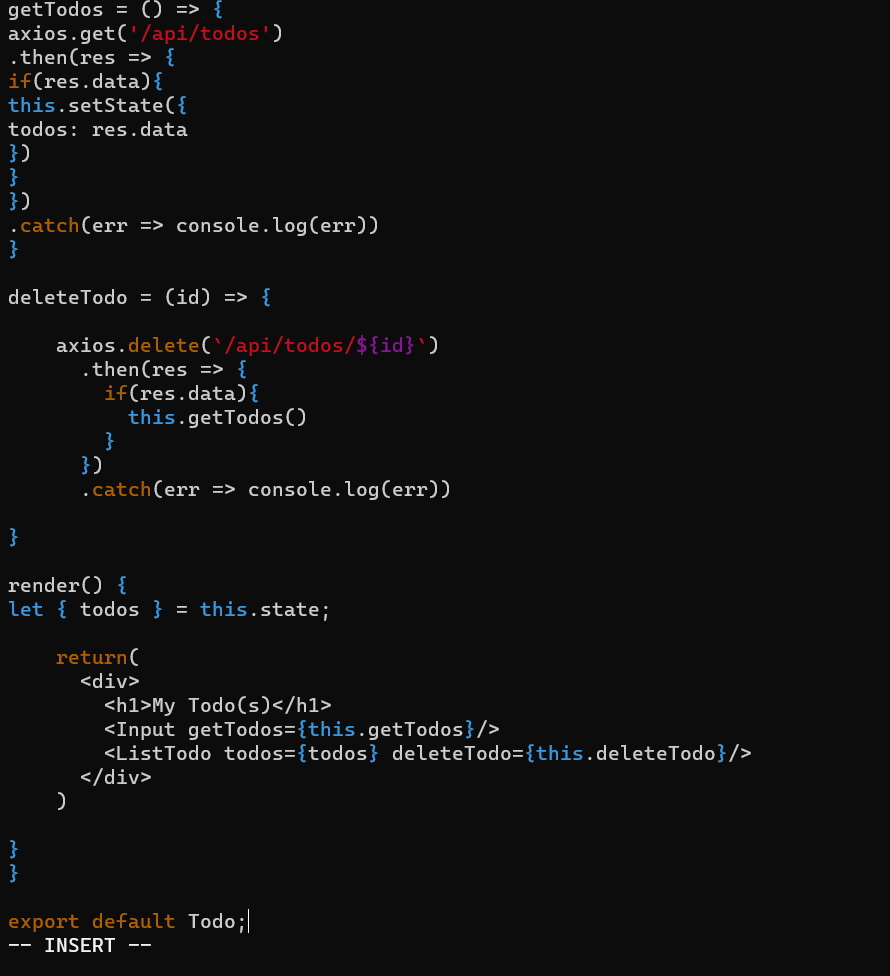 getTodos = () => {
axios.get('/api/todos')
.then(res => {
if(res.data){
this.setState({
todos: res.data
})
}
})
.catch(err => console.log(err))
}

deleteTodo = (id) => {

    axios.delete(`/api/todos/${id}`)
      .then(res => {
        if(res.data){
          this.getTodos()
        }
      })
      .catch(err => console.log(err))

}

render() {
let { todos } = this.state;

    return(
      <div>
        <h1>My Todo(s)</h1>
        <Input getTodos={this.getTodos}/>
        <ListTodo todos={todos} deleteTodo={this.deleteTodo}/>
      </div>
    )

}
}

export default Todo;
-- INSERT --